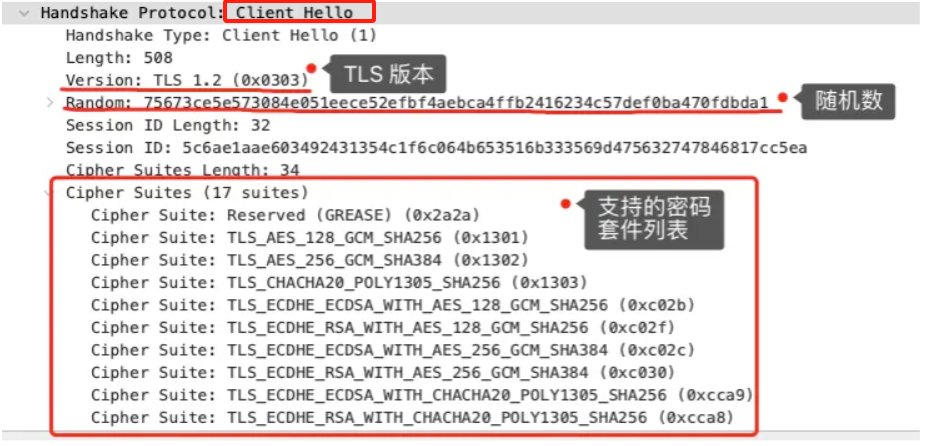 Handshake Protocol: Client Hello
Handshake Type: Client Hello (1)
Length: 508
Version: TLS 1.2 (0x0303)
TLS 版本
Random: 75673ce5e573084e051eece52efbf4aebca4ffb2416234c57def0ba470fdbda1
随机数
Session ID Length: 32
Session ID: 5c6ae1aae603492431354c1f6c064b653516b333569d475632747846817cc5ea
Cipher Suites Length: 34
Cipher Suites (17 suites)
支持的密码
套件列表
Cipher Suite: Reserved (GREASE) (0x2a2a)
Cipher Suite: TLS_AES_128_GCM_SHA256 (0x1301)
Cipher Suite: TLS_AES_256_GCM_SHA384 (0x1302)
Cipher Suite: TLS_CHACHA20_POLY1305_SHA256 (0x1303)
Cipher Suite: TLS_ECDHE_ECDSA_WITH_AES_128_GCM_SHA256 (0xc02b)
Cipher Suite: TLS_ECDHE_RSA_WITH_AES_128_GCM_SHA256 (0xc02f)
Cipher Suite: TLS_ECDHE_ECDSA_WITH_AES_256_GCM_SHA384 (0xc02c)
Cipher Suite: TLS_ECDHE_RSA_WITH_AES_256_GCM_SHA384 (0xc030)
Cipher Suite: TLS_ECDHE_ECDSA_WITH_CHACHA20_POLY1305_SHA256 (0xcca9)
Cipher Suite: TLS_ECDHE_RSA_WITH_CHACHA20_POLY1305_SHA256 (0xcca8)